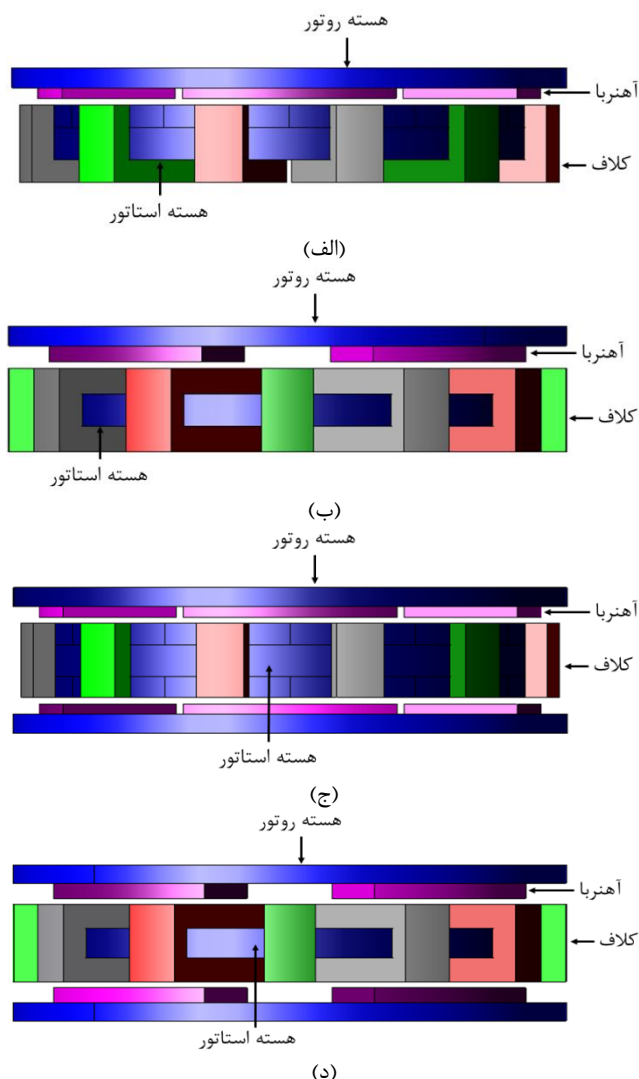 هسته روتور
آهنربا
کلاف
هسته استاتور
(الف)
هسته روتور
آهنربا
کلاف
هسته استاتور
(ب)
هسته روتور
آهنربا
کلاف
هسته استاتور
(ج)
هسته روتور
آهنربا
کلاف
هسته استاتور
(د)